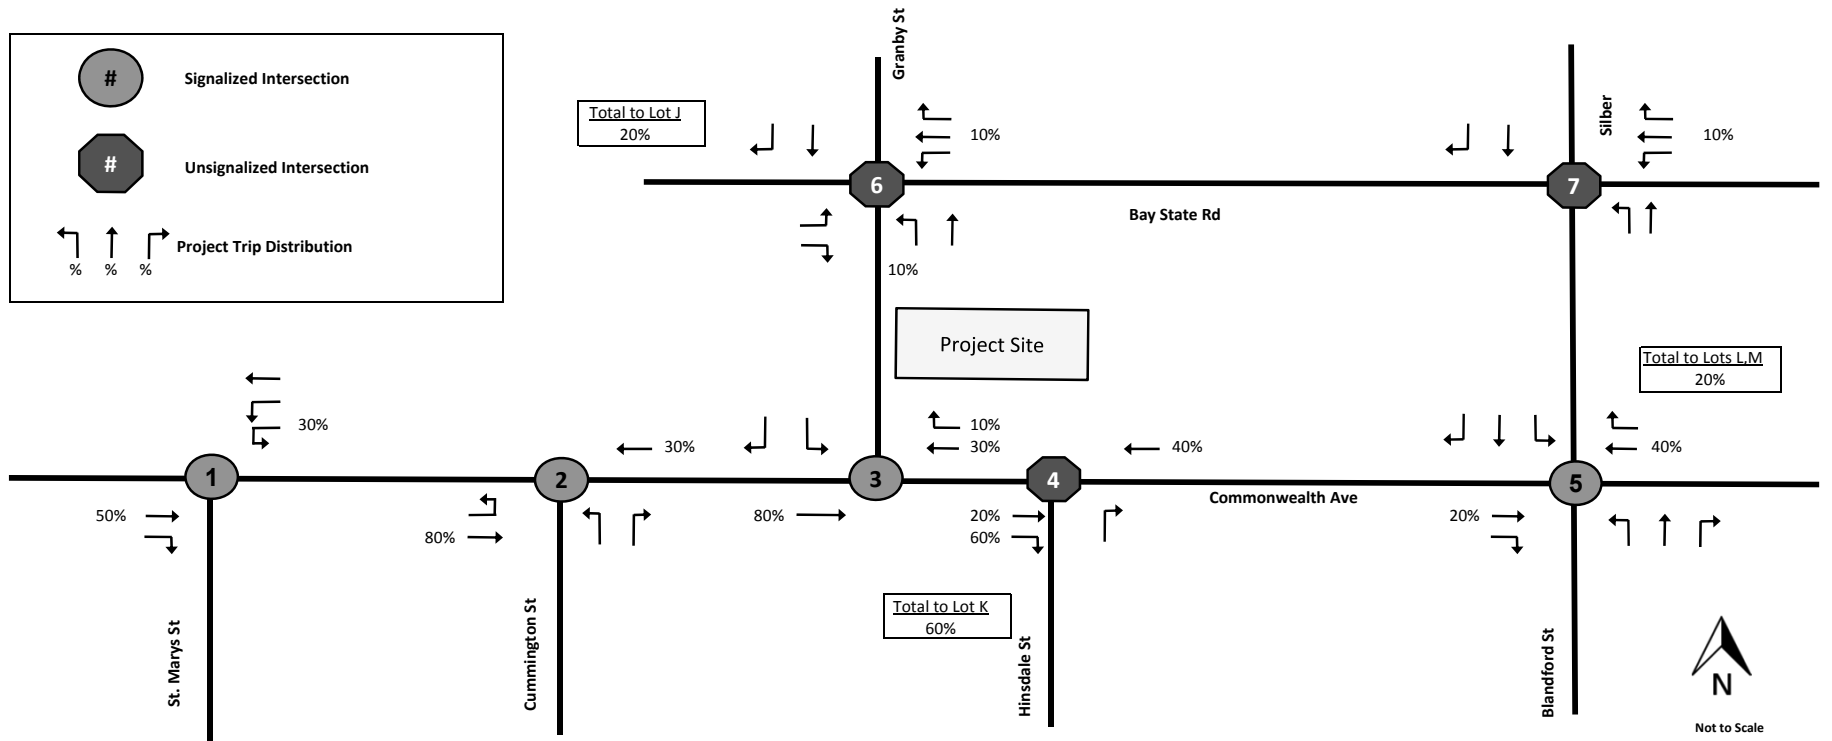 Granby St
#
Signalized Intersection
Total to Lot J
20%
10%
Silber
10%
#
Unsignalized Intersection
6
7
Bay State Rd
Project Trip Distribution
%
%
%
10%
Project Site
Total to Lots L,M
20%
30%
30%
10%
30%
40%
40%
1
2
3
4
5
Commonwealth Ave
50%
80%
80%
20%
60%
20%
Total to Lot K
60%
St. Marys St
Cummington St
Hinsdale St
Blandford St
N
Not to Scale